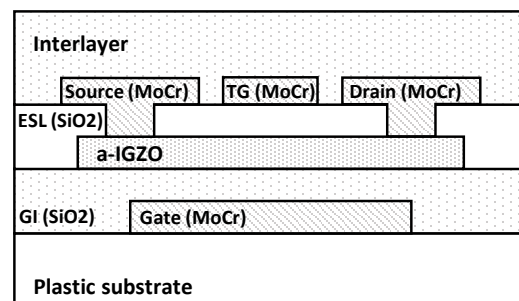 Interlayer
Source (MoCr) TG (MoCr) Drain (MoCr)
ESL (SiO2)
a-IGZO
GI (SiO2) Gate (MoCr)
Plastic substrate